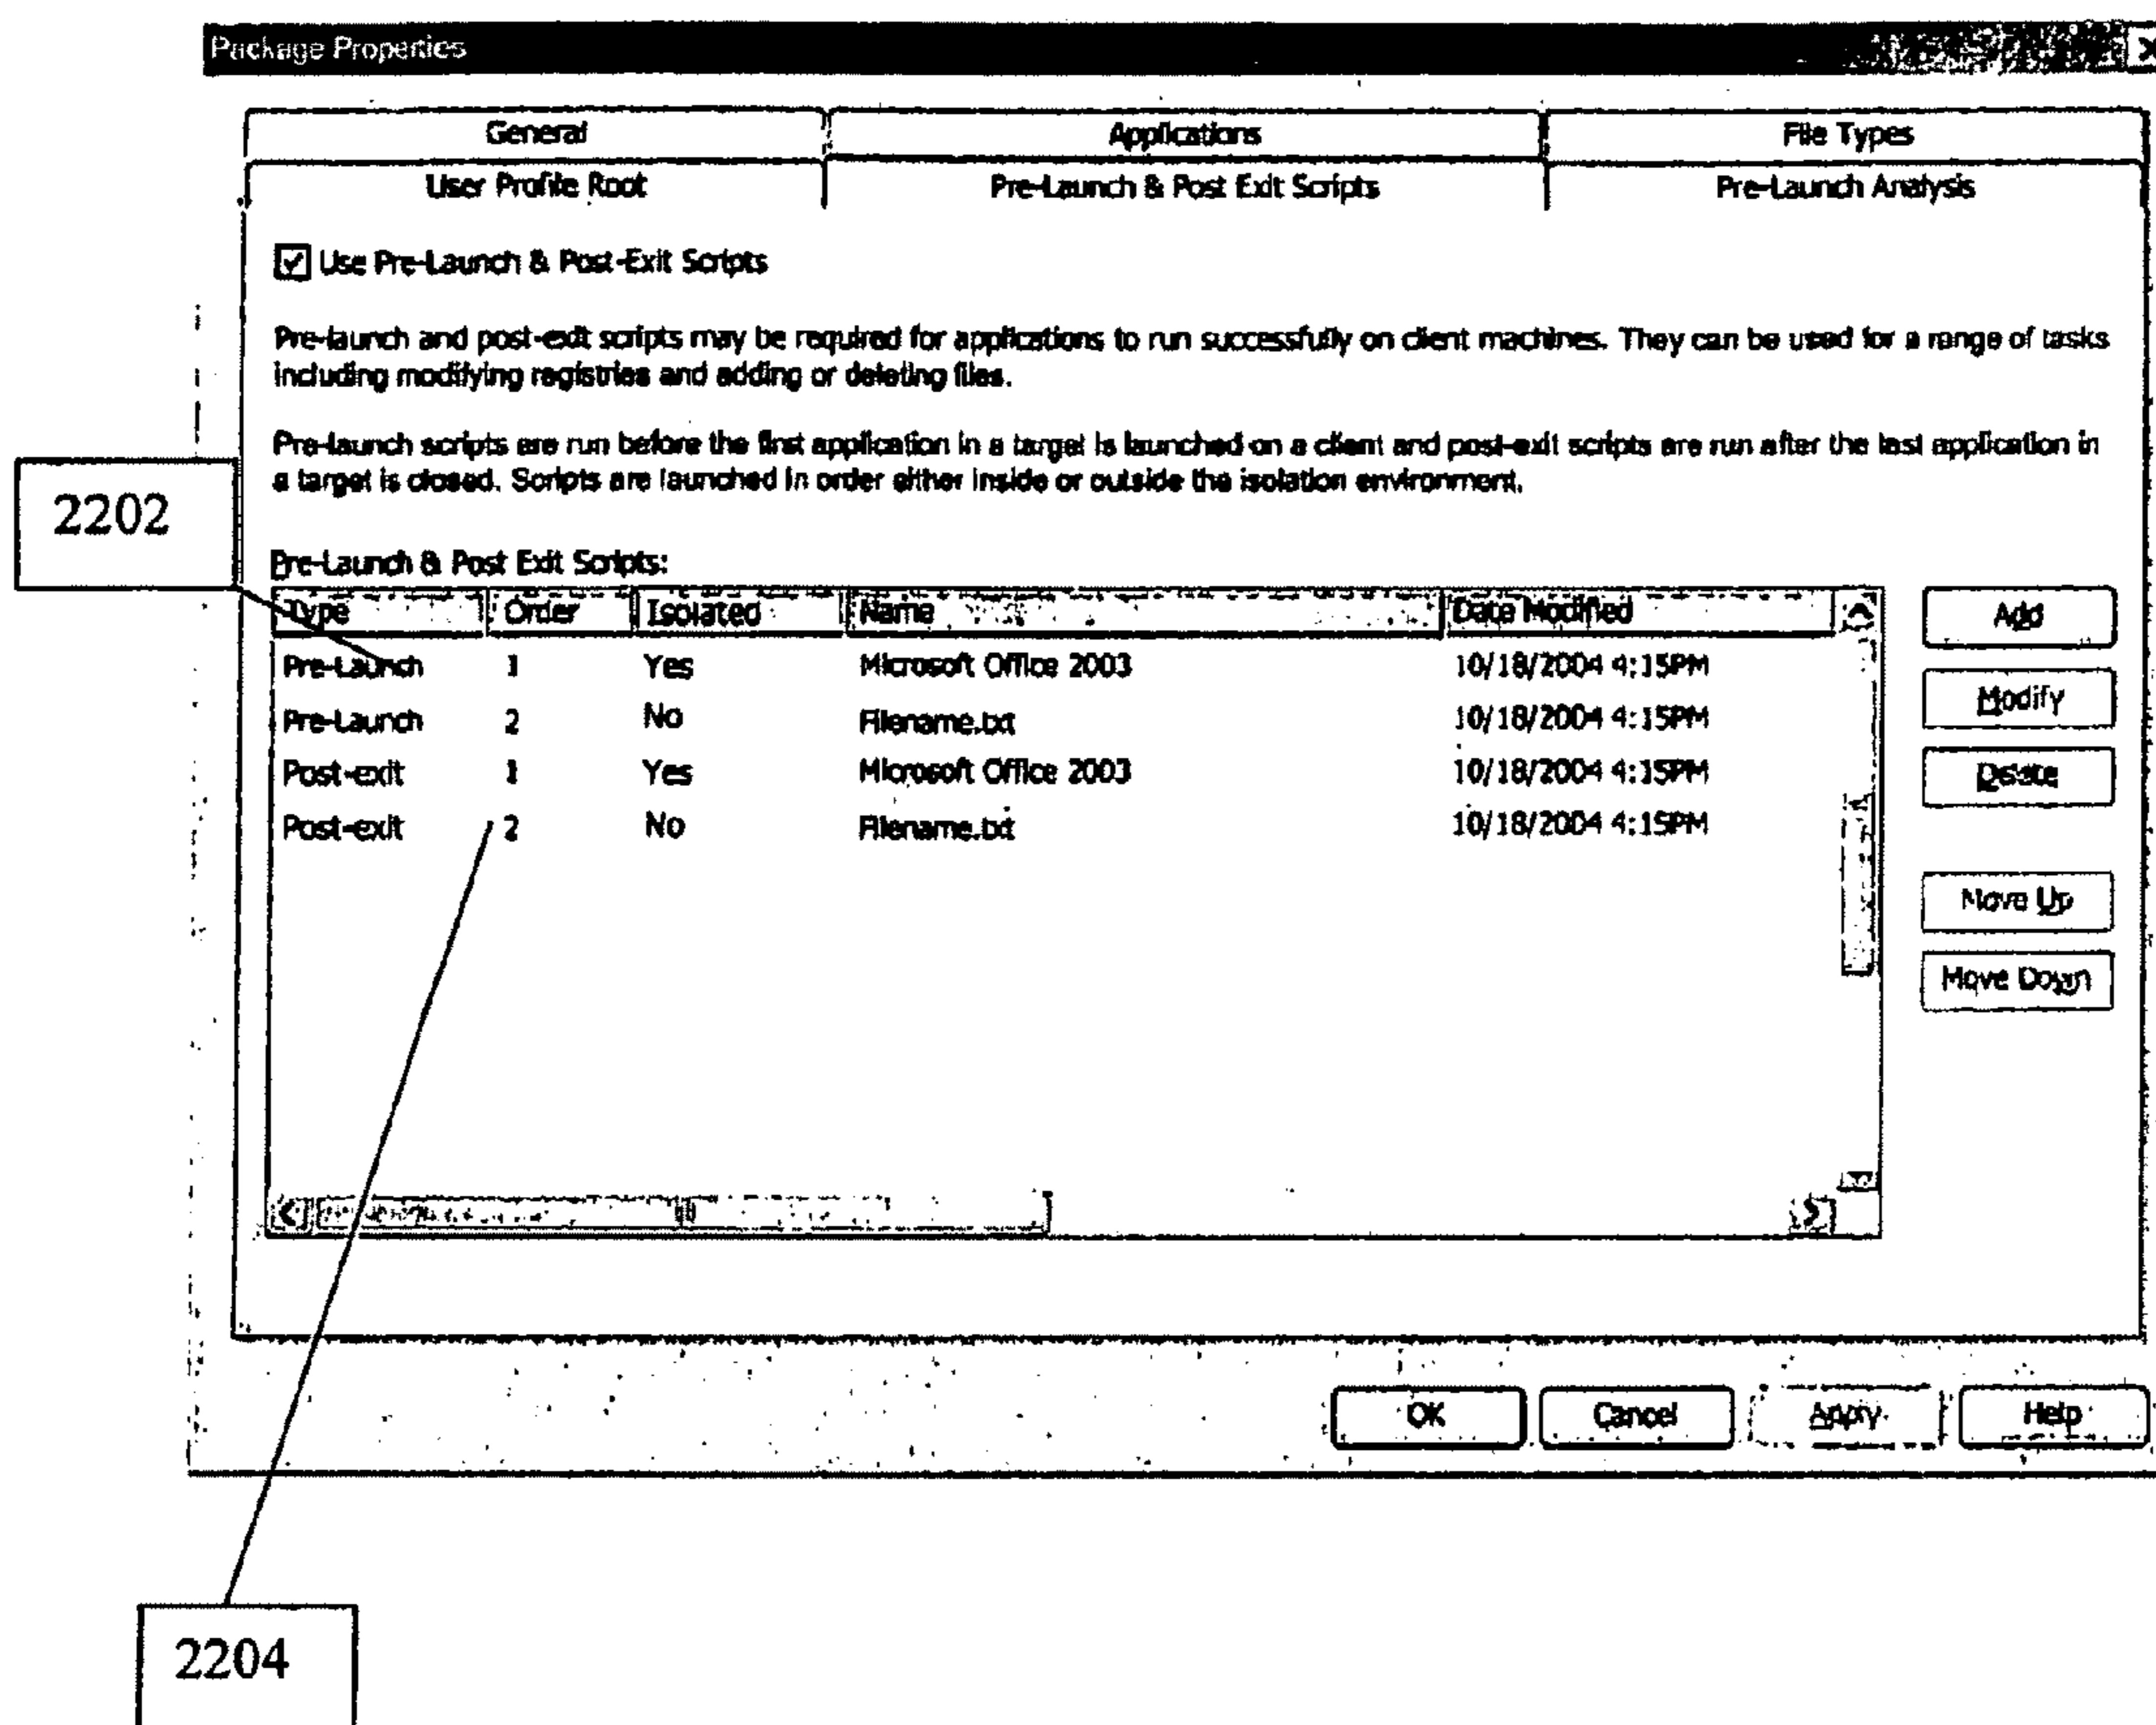 Package Properties
General Applications File Types
User Profile Root Pre-Launch & Post Exit Scripts Pre-Launch Analysis
Use Pre-Launch & Post-Exit Scripts
Pre-launch and post-exit scripts may be required for applications to run successfully on client machines. They can be used for a range of tasks
including modifying registries and adding or deleting files.
Pre-launch scripts are run before the first application in a target is launched on a client and post-exit scripts are run after the last application in
a target is closed. Scripts are launched in order either inside or outside the isolation environment.
2202
Pre-Launch & Post Exit Scripts:
Type Order Isolated Name Date Modified
Pre-Launch 1 Yes Microsoft Office 2003 10/18/2004 4:15PM
Pre-Launch 2 No Filename.txt 10/18/2004 4:15PM
Post-exit 1 Yes Microsoft Office 2003 10/18/2004 4:15PM
Post-exit 2 No Filename.txt 10/18/2004 4:15PM
Add
Modify
Delete
Move Up
Move Down
OK Cancel Apply Help
2204